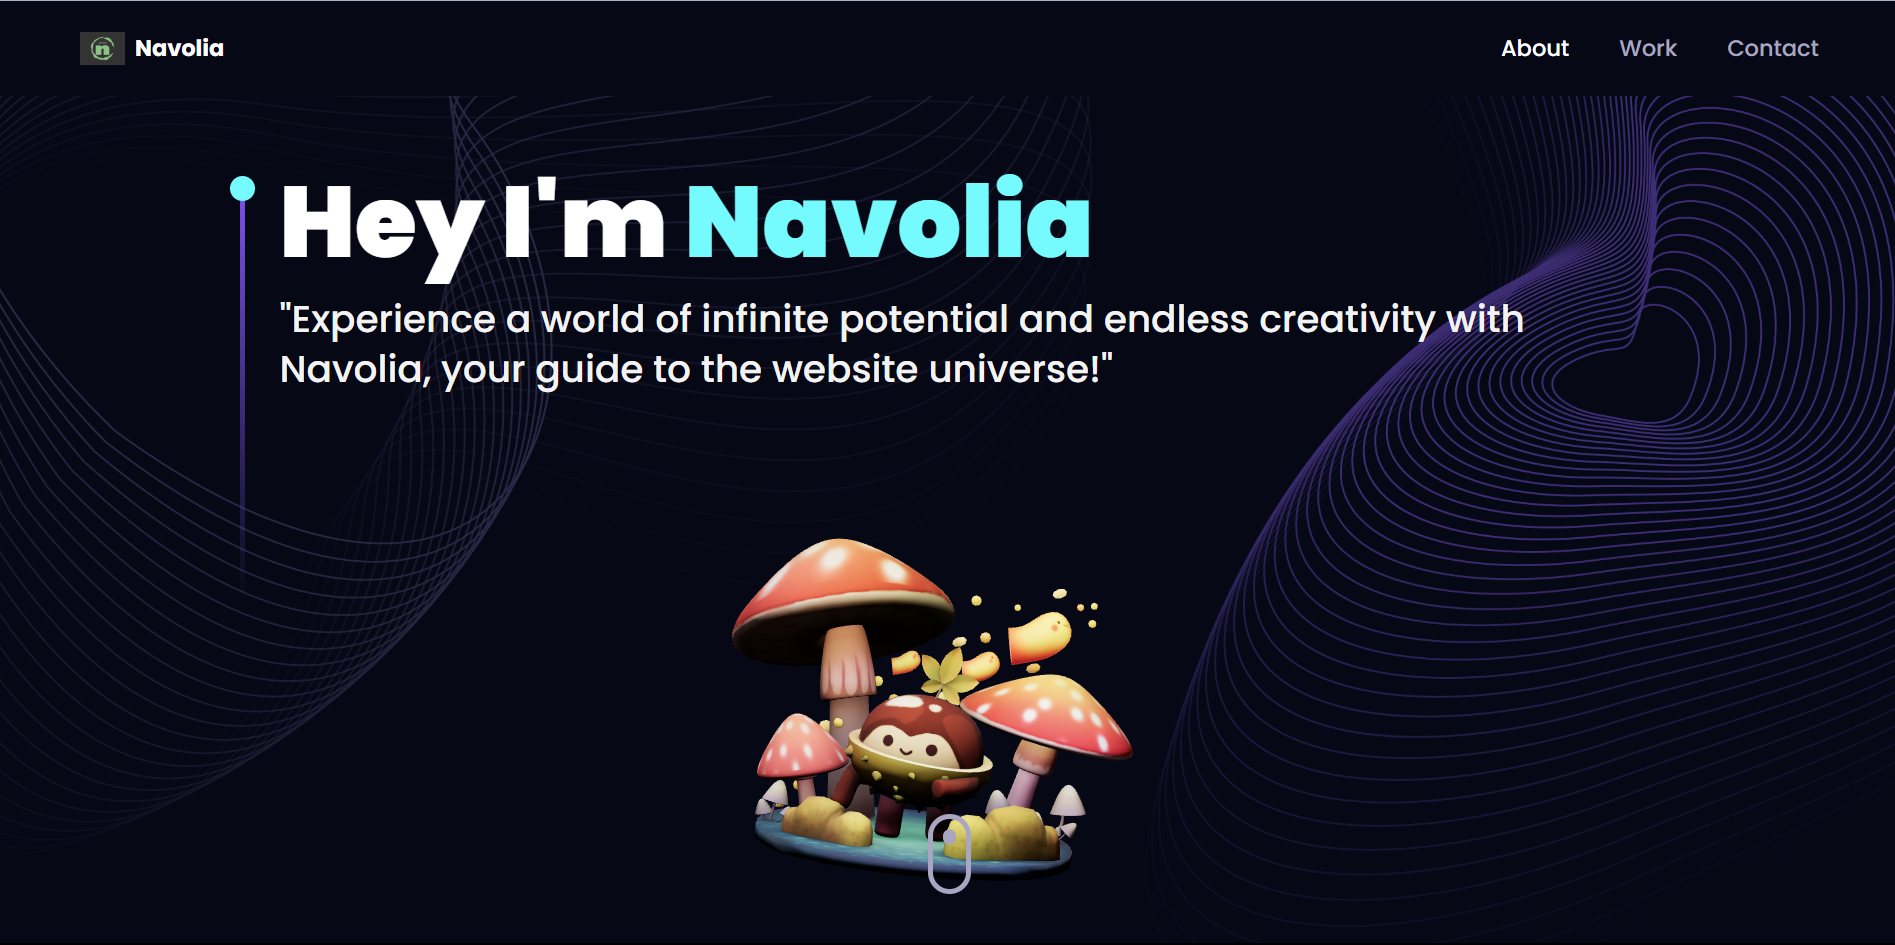 n
Navolia
About
Work
Contact
Hey I'm Navolia
"Experience a world of infinite potential and endless creativity with
Navolia, your guide to the website universe!"